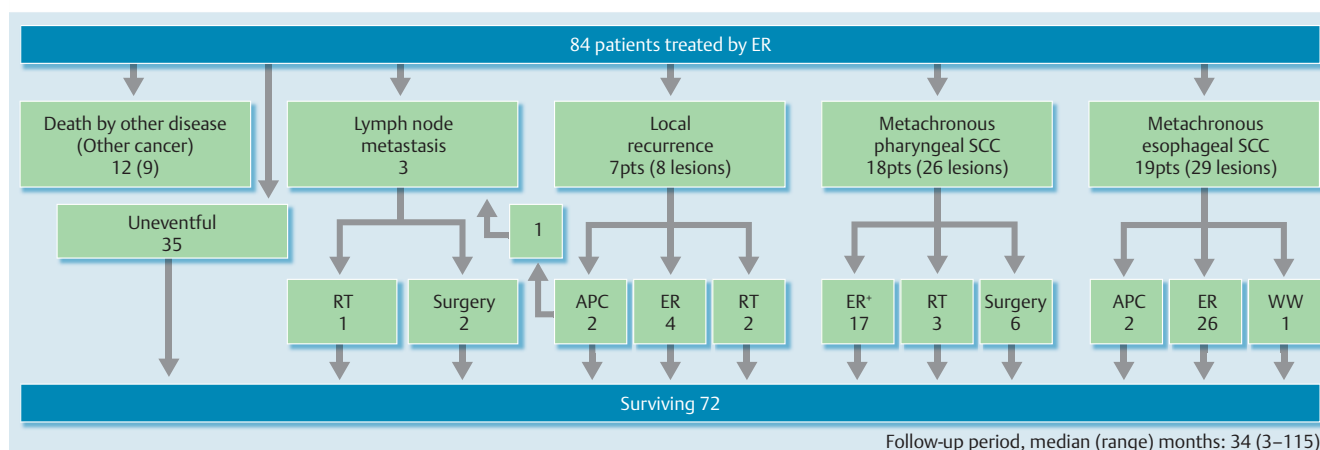 84 patients treated by ER
Death by other disease
(Other cancer)
12 (9)
Lymph node
metastasis
3
Local
recurrence
7pts (8 lesions)
Metachronous
pharyngeal SCC
18pts (26 lesions)
Metachronous
esophageal SCC
19pts (29 lesions)
Uneventful
35
1
RT
1
Surgery
2
APC
2
ER
4
RT
2
ER+
17
RT
3
Surgery
6
APC
2
ER
26
WW
1
Surviving 72
Follow-up period, median (range) months: 34 (3–115)